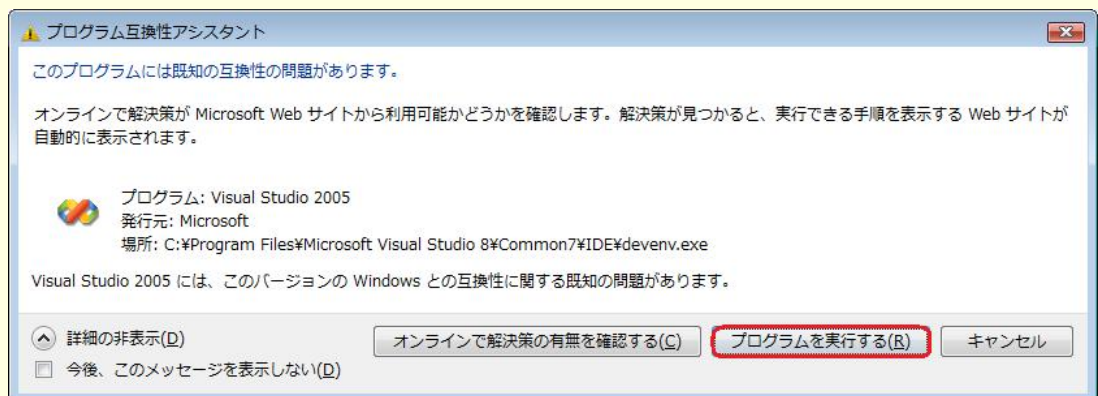 プログラム互換性アシスタント
このプログラムには既知の互換性の問題があります。
オンラインで解決策が Microsoft Web サイトから利用可能かどうかを確認します。解決策が見つかると、実行できる手順を表示する Web サイトが
自動的に表示されます。
プログラム: Visual Studio 2005
発行元: Microsoft
場所: C:¥Program Files¥Microsoft Visual Studio 8¥Common7¥IDE¥devenv.exe
Visual Studio 2005 には、このバージョンの Windows との互換性に関する既知の問題があります。
詳細の非表示(D) オンラインで解決策の有無を確認する(C) プログラムを実行する(R) キャンセル
今後、このメッセージを表示しない(D)